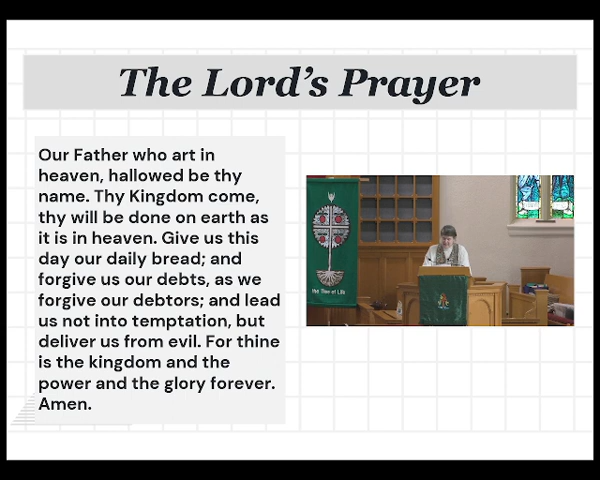 The Lord's Prayer
Our Father who art in
heaven, hallowed be thy
name. Thy Kingdom come,
thy will be done on earth as
it is in heaven. Give us this
day our daily bread; and
forgive us our debts, as we
forgive our debtors; and lead
us not into temptation, but
deliver us from evil. For thine
is the kingdom and the
power and the glory forever.
Amen.
the Tree of Life